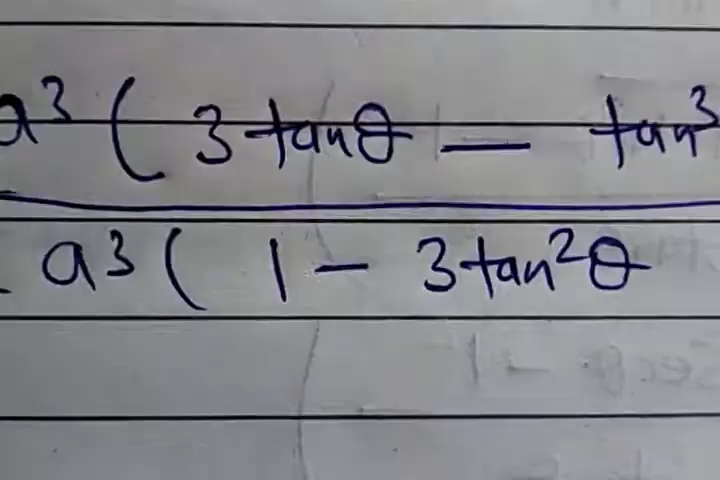 a³ ( 3 tanθ — tan³
a³ ( 1 - 3 tan²θ